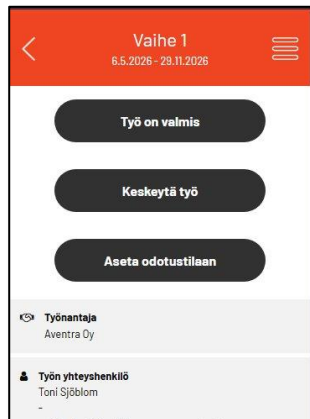 Vaihe 1
6.5.2026 - 29.11.2026
Työ on valmis
Keskeytä työ
Aseta odotustilaan
Työnantaja
Aventra Oy
Työn yhteyshenkilö
Toni Sjöblom
-